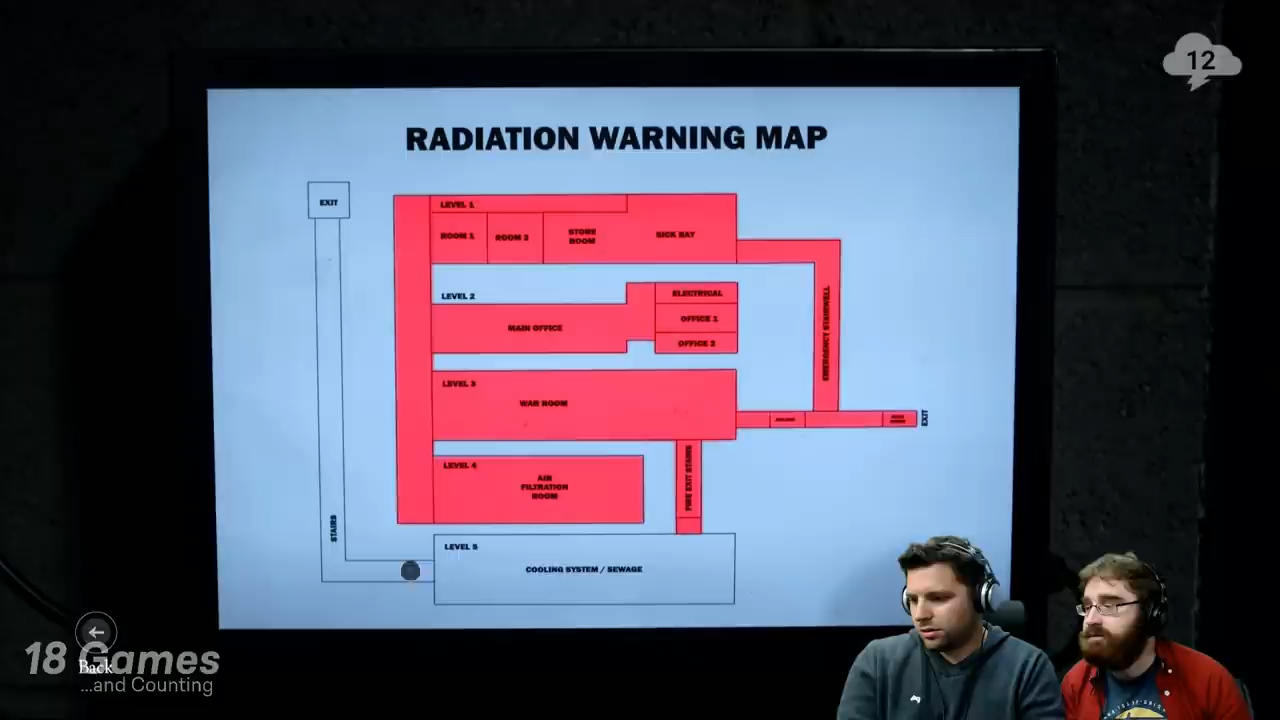 12
RADIATION WARNING MAP
EXIT
LEVEL 1
ROOM 1
ROOM 2
STORE
ROOM
SICK BAY
LEVEL 2
ELECTRICAL
MAIN OFFICE
OFFICE 1
OFFICE 2
EMERGENCY STAIRWELL
LEVEL 3
WAR ROOM
EXIT
LEVEL 4
AIR
FILTRATION
ROOM
FIRE EXIT STAIRS
STAIRS
LEVEL 5
COOLING SYSTEM / SEWAGE
18 Games
Back
...and Counting